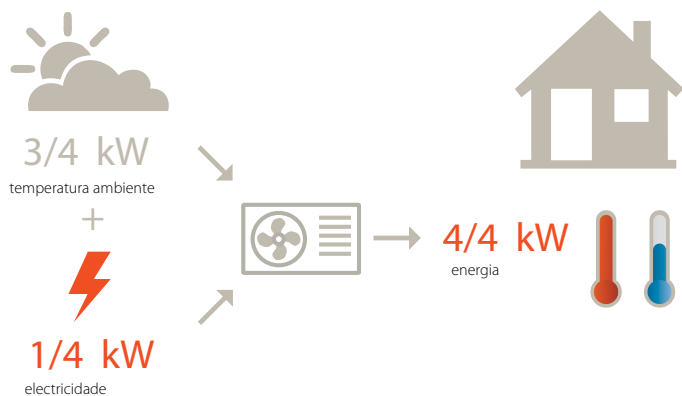 3/4 kW
temperatura ambiente
+
1/4 kW
electricidade
4/4 kW
energia